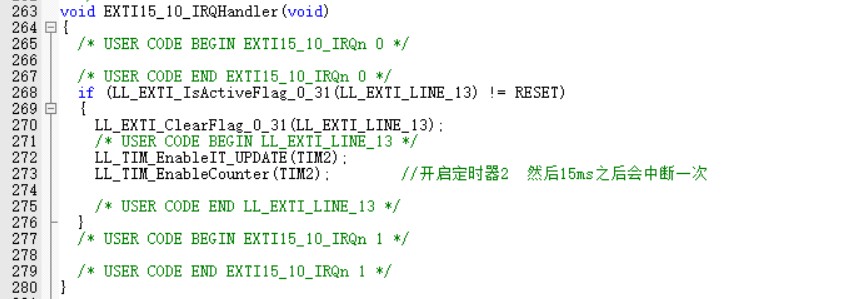 263 void EXTI15_10_IRQHandler(void)
264 {
265 /* USER CODE BEGIN EXTI15_10_IRQn 0 */
266
267 /* USER CODE END EXTI15_10_IRQn 0 */
268 if (LL_EXTI_IsActiveFlag_0_31(LL_EXTI_LINE_13) != RESET)
269 {
270 LL_EXTI_ClearFlag_0_31(LL_EXTI_LINE_13);
271 /* USER CODE BEGIN LL_EXTI_LINE_13 */
272 LL_TIM_EnableIT_UPDATE(TIM2);
273 LL_TIM_EnableCounter(TIM2); //开启定时器2 然后15ms之后会中断一次
274
275 /* USER CODE END LL_EXTI_LINE_13 */
276 }
277 /* USER CODE BEGIN EXTI15_10_IRQn 1 */
278
279 /* USER CODE END EXTI15_10_IRQn 1 */
280 }